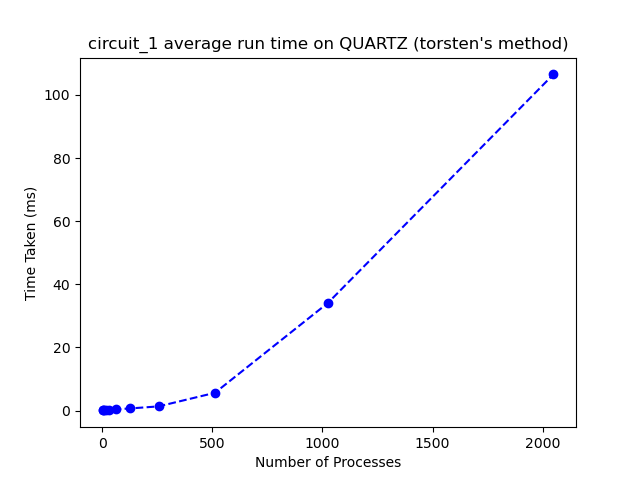 circuit_1 average run time on QUARTZ (torsten's method)
100
80
60
40
20
0
Time Taken (ms)
0 500 1000 1500 2000
Number of Processes